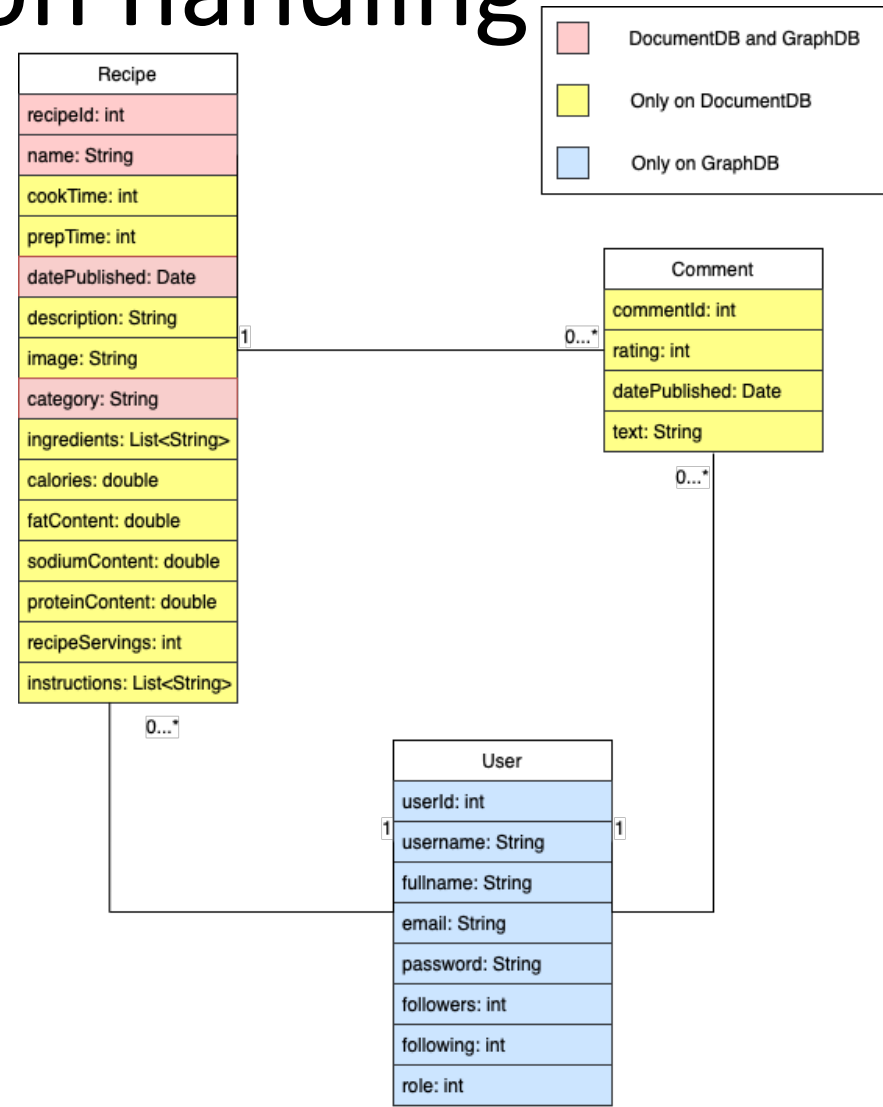 on handling
DocumentDB and GraphDB
Only on DocumentDB
Only on GraphDB
Recipe
recipeId: int
name: String
cookTime: int
prepTime: int
datePublished: Date
description: String
image: String
category: String
ingredients: List<String>
calories: double
fatContent: double
sodiumContent: double
proteinContent: double
recipeServings: int
instructions: List<String>
1
0...*
Comment
commentId: int
rating: int
datePublished: Date
text: String
0...*
0...*
User
userId: int
username: String
fullname: String
email: String
password: String
followers: int
following: int
role: int
1
1